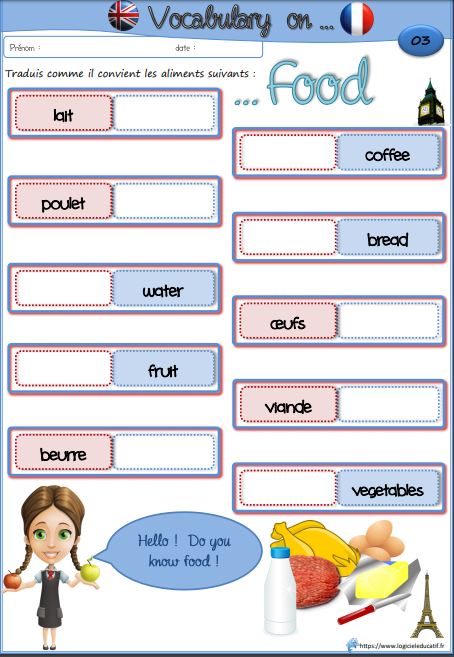 Vocabulary on ...
03
Prénom :
date :
Traduis comme il convient les aliments suivants :
... Food
lait
coffee
poulet
bread
water
œufs
fruit
viande
beurre
vegetables
Hello ! Do you
know food !
https://www.logicieleducatif.fr